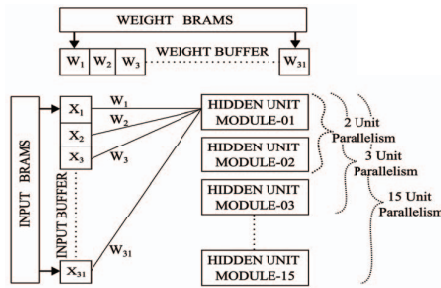 WEIGHT BRAMS
WEIGHT BUFFER
W1 W2 W3 W31
INPUT BRAMS
INPUT BUFFER
X1
X2
X3
X31
W1
W2
W3
W31
HIDDEN UNIT
MODULE-01
HIDDEN UNIT
MODULE-02
HIDDEN UNIT
MODULE-03
HIDDEN UNIT
MODULE-15
2 Unit
Parallelism
3 Unit
Parallelism
15 Unit
Parallelism